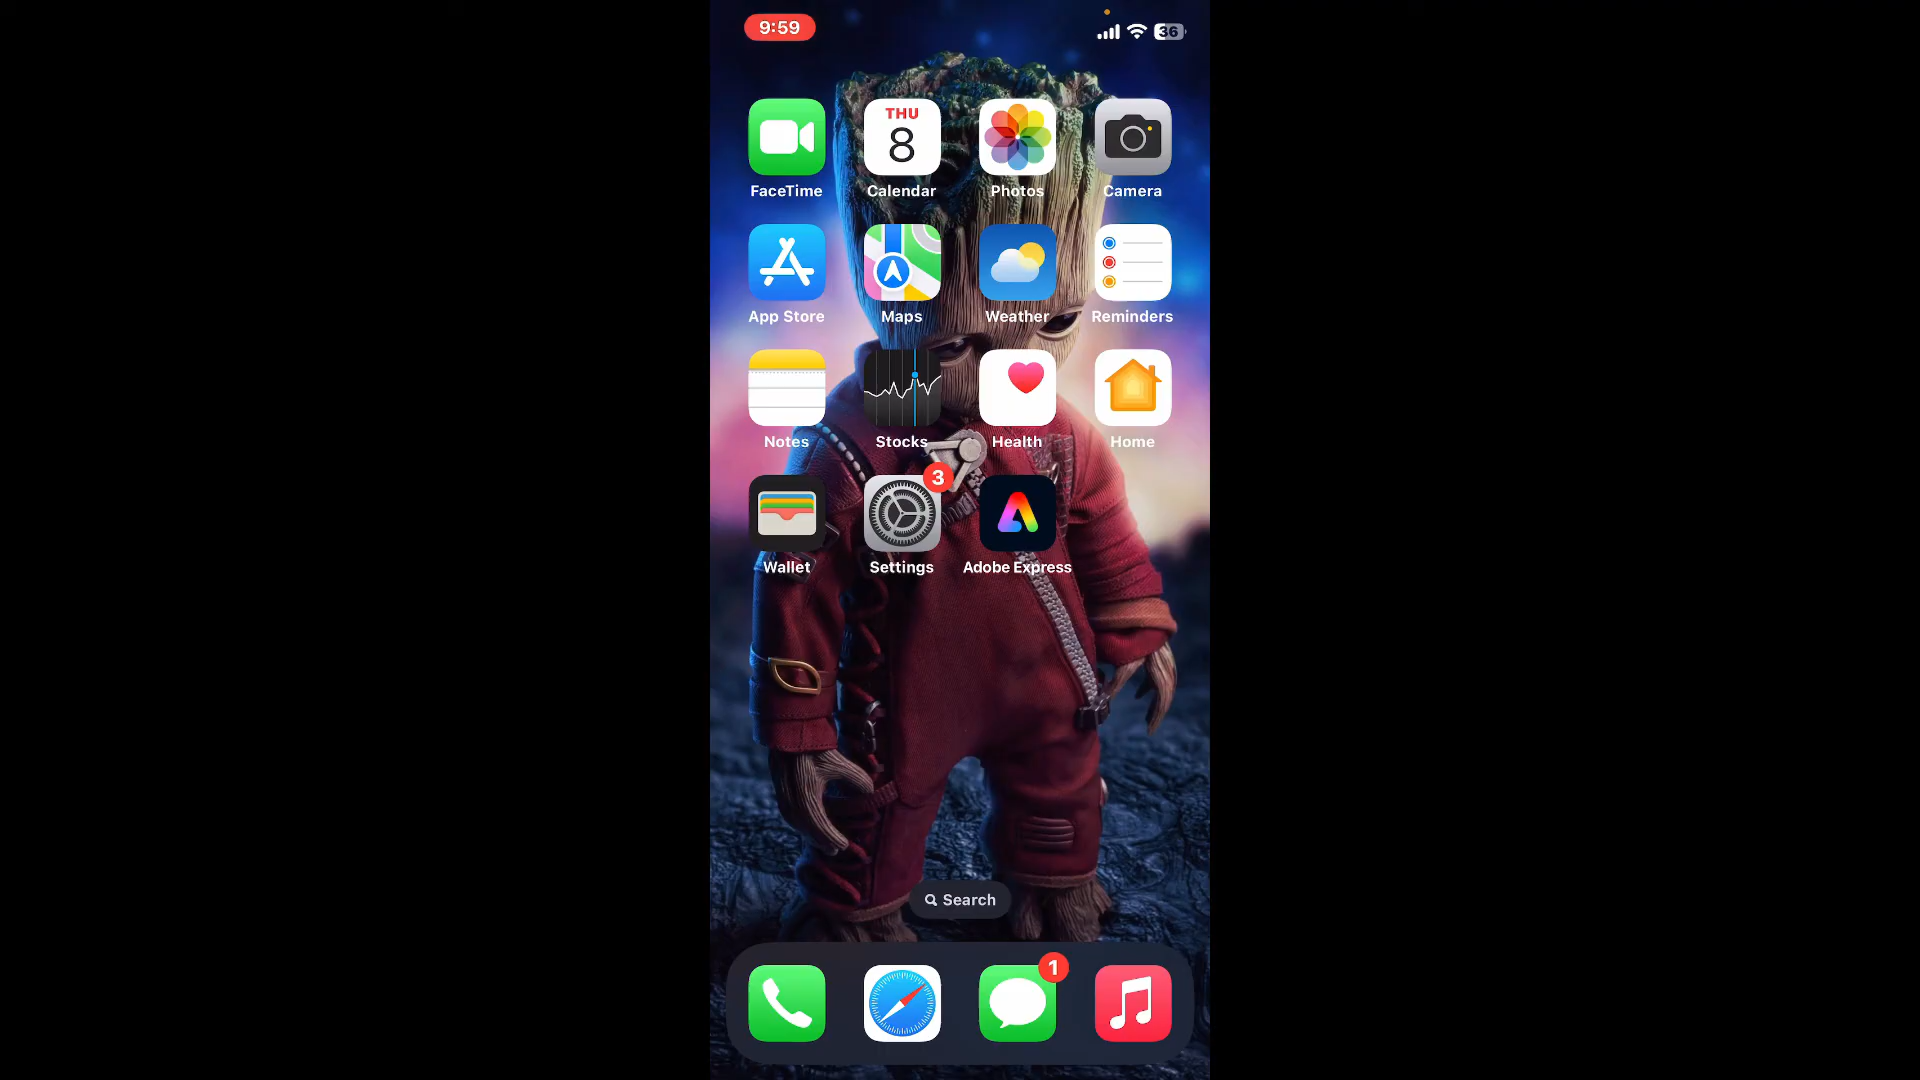 9:59
36
THU
8
FaceTime
Calendar
Photos
Camera
App Store
Maps
Weather
Reminders
Notes
Stocks
Health
Home
3
Wallet
Settings
Adobe Express
Search
1